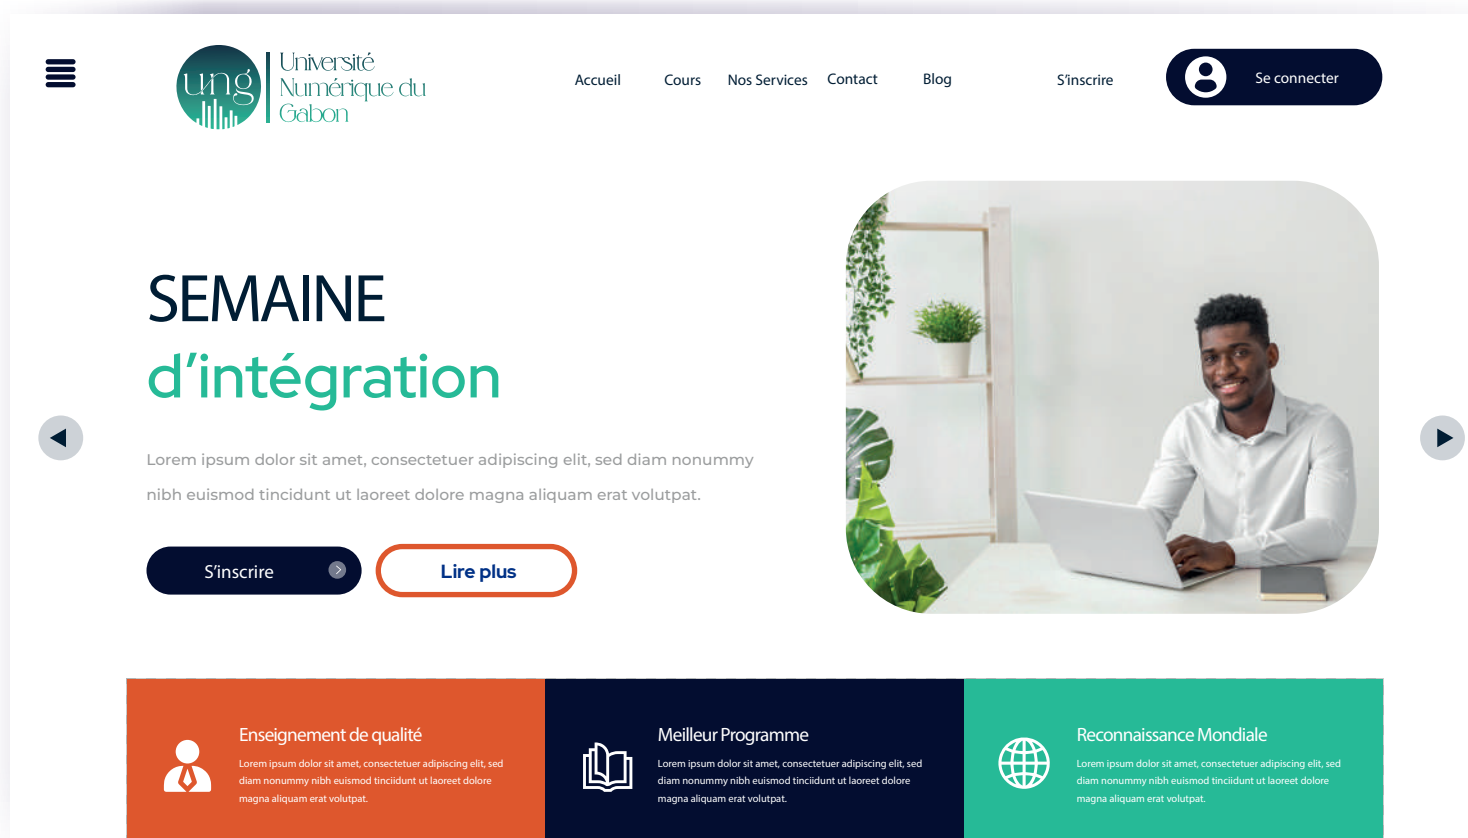 ung
Université
Numérique du
Gabon
Accueil
Cours
Nos Services
Contact
Blog
S'inscrire
Se connecter
SEMAINE
d'intégration
Lorem ipsum dolor sit amet, consectetuer adipiscing elit, sed diam nonummy
nibh euismod tincidunt ut laoreet dolore magna aliquam erat volutpat.
S'inscrire
Lire plus
Enseignement de qualité
Lorem ipsum dolor sit amet, consectetuer adipiscing elit, sed
diam nonummy nibh euismod tinciidunt ut laoreet dolore
magna aliquam erat volutpat.
Meilleur Programme
Lorem ipsum dolor sit amet, consectetuer adipiscing elit, sed
diam nonummy nibh euismod tinciidunt ut laoreet dolore
magna aliquam erat volutpat.
Reconnaissance Mondiale
Lorem ipsum dolor sit amet, consectetuer adipiscing elit, sed
diam nonummy nibh euismod tinciidunt ut laoreet dolore
magna aliquam erat volutpat.